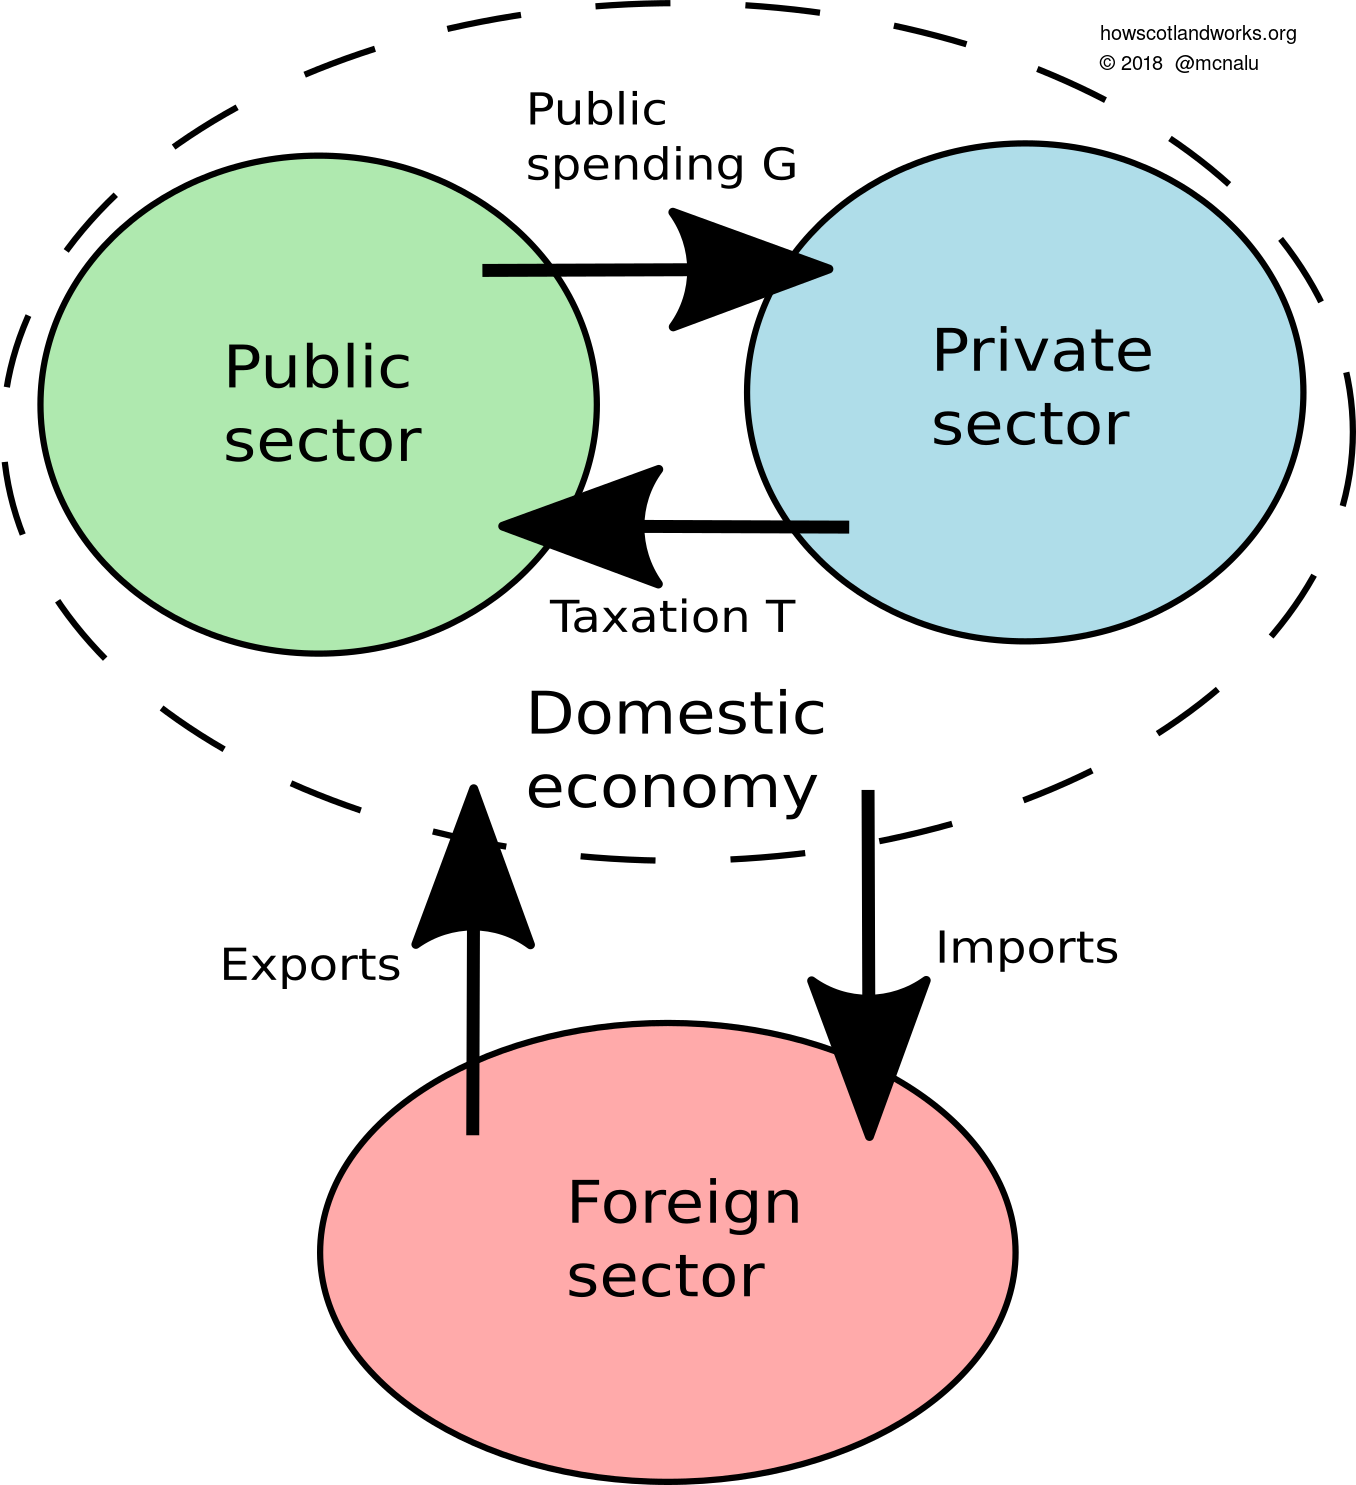 howscotlandworks.org
© 2018  @mcnalu
Public
spending G
Public
sector
Private
sector
Taxation T
Domestic
economy
Exports
Imports
Foreign
sector